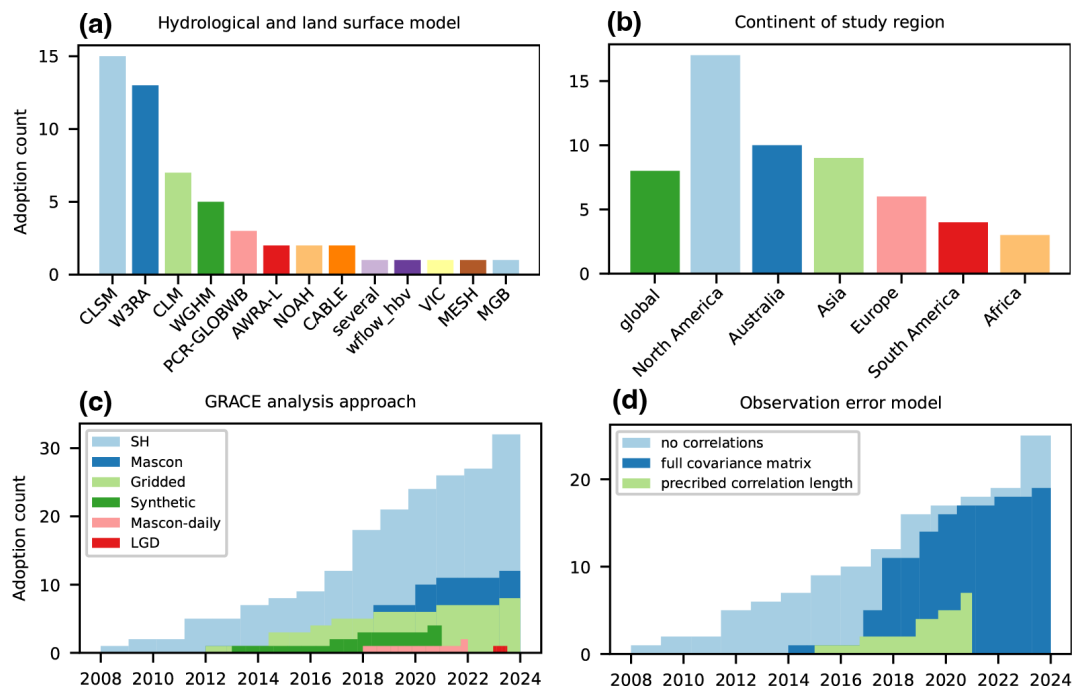 (a) Hydrological and land surface model
Adoption count
15
10
5
0
CLSM
W3RA
CLM
WGHM
PCR-GLOBWB
AWRA-L
NOAH
CABLE
several
wflow_hbv
VIC
MESH
MGB
(b) Continent of study region
15
10
5
0
global
North America
Australia
Asia
Europe
South America
Africa
(c) GRACE analysis approach
Adoption count
30
20
10
0
SH
Mascon
Gridded
Synthetic
Mascon-daily
LGD
2008 2010 2012 2014 2016 2018 2020 2022 2024
(d) Observation error model
20
10
0
no correlations
full covariance matrix
precribed correlation length
2008 2010 2012 2014 2016 2018 2020 2022 2024